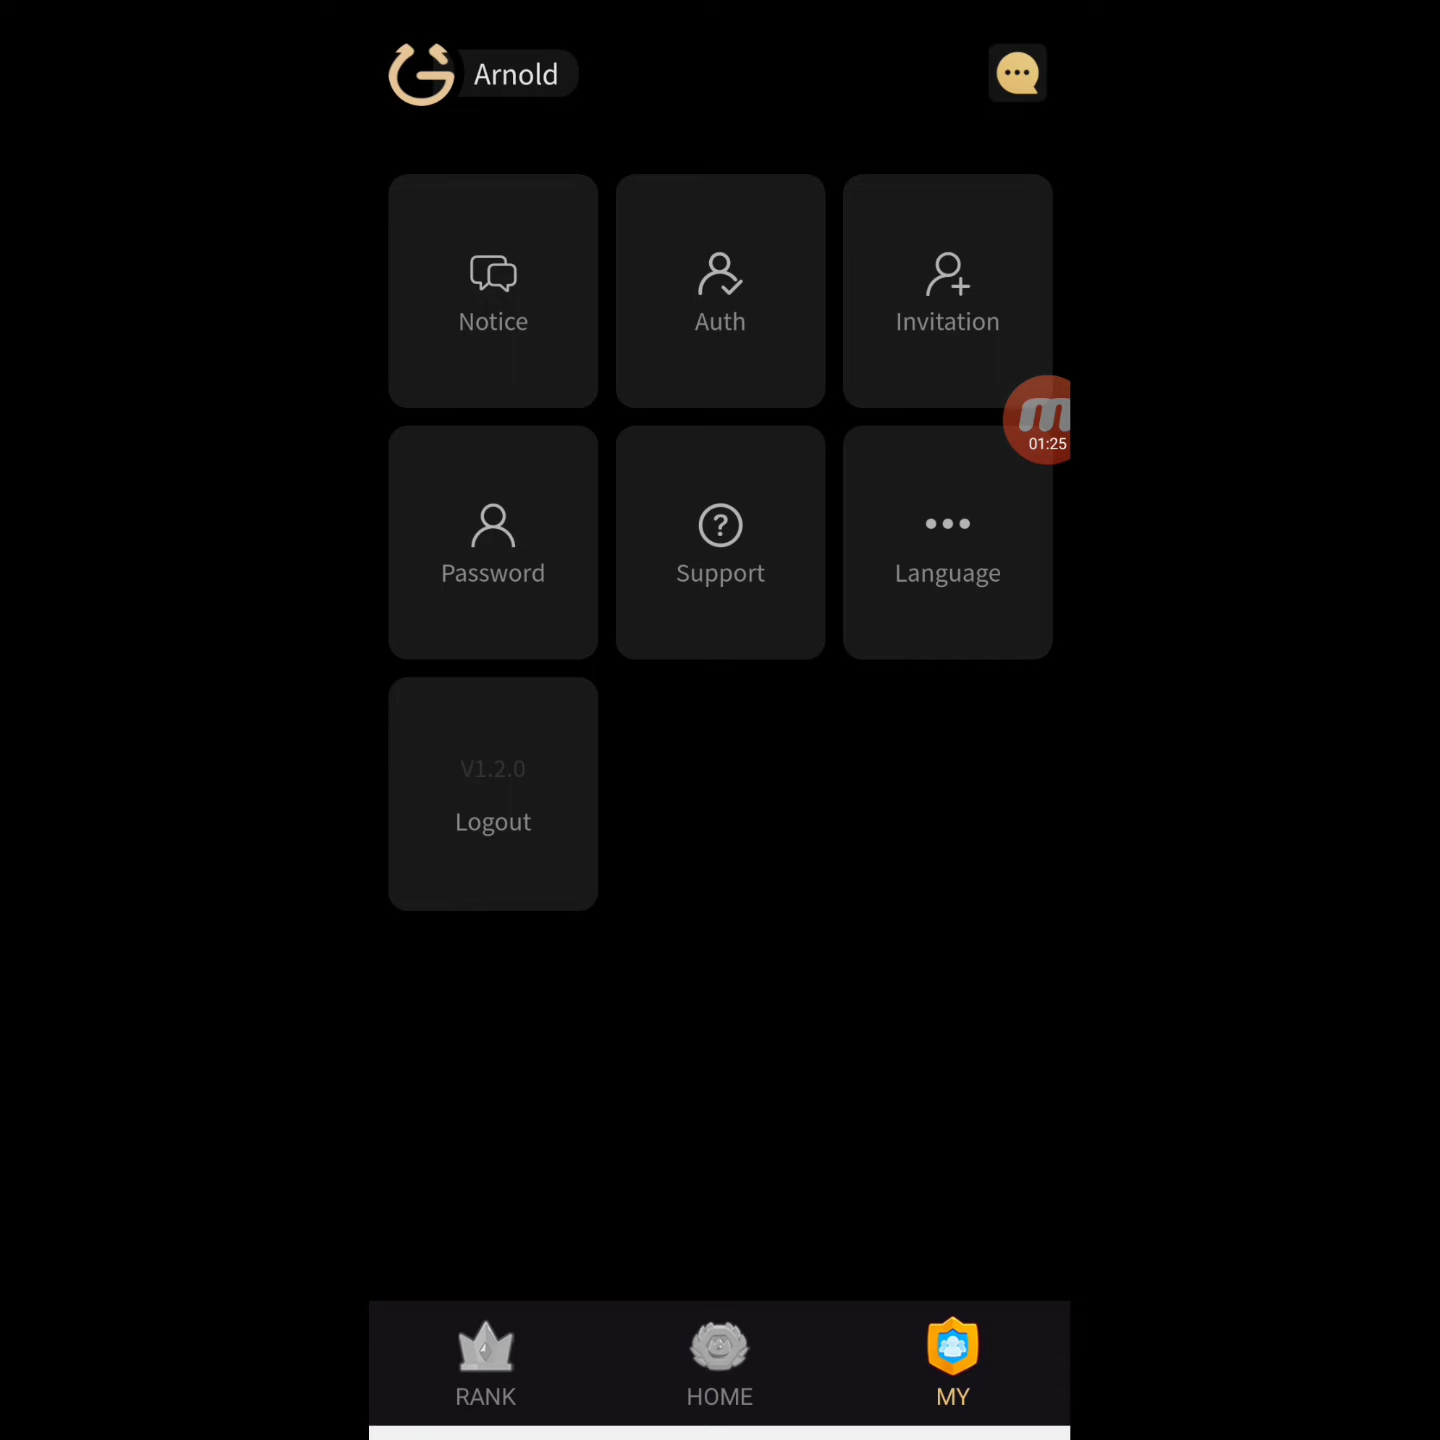 Arnold
Notice
Auth
Invitation
01:25
Password
Support
Language
V1.2.0
Logout
RANK
HOME
MY